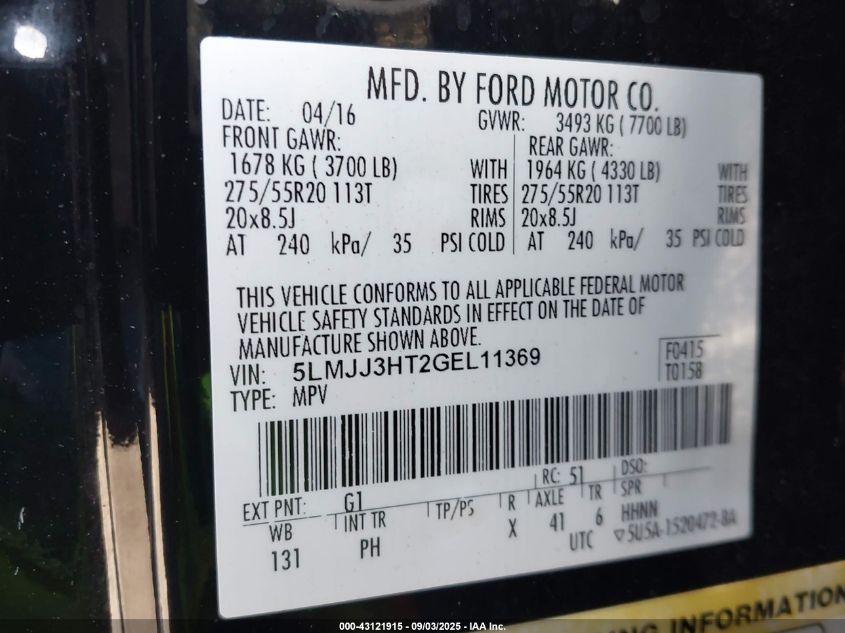 MFD. BY FORD MOTOR CO.
DATE: 04/16 GVWR: 3493 KG ( 7700 LB)
FRONT GAWR: REAR GAWR:
1678 KG ( 3700 LB) WITH 1964 KG ( 4330 LB) WITH
275/55R20 113T TIRES 275/55R20 113T TIRES
20x8.5J RIMS 20x8.5J RIMS
AT 240 kPa/ 35 PSI COLD AT 240 kPa/ 35 PSI COLD
THIS VEHICLE CONFORMS TO ALL APPLICABLE FEDERAL MOTOR
VEHICLE SAFETY STANDARDS IN EFFECT ON THE DATE OF
MANUFACTURE SHOWN ABOVE.
VIN: 5LMJJ3HT2GEL11369 F0415
TYPE: MPV T0158
EXT PNT: G1 RC: 51 DSO:
WB INT TR TP/PS R AXLE TR SPR
131 PH X 41 6 HHNN
UTC ▽5U5A-1520472-BA
ING INFORMATION
000-43121915 - 09/03/2025 - IAA Inc.